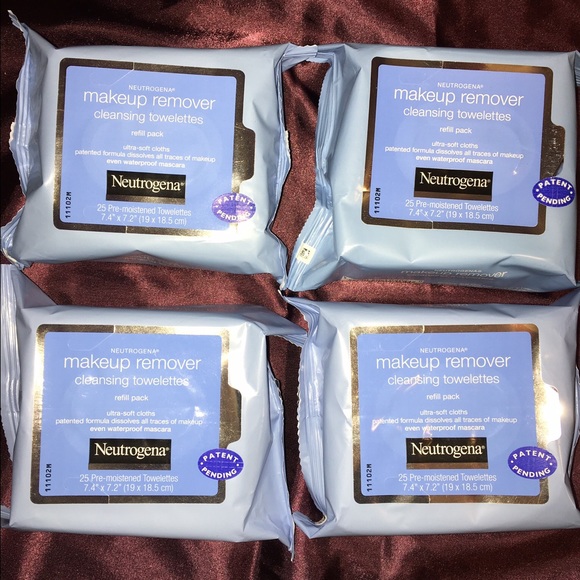 NEUTROGENA®
makeup remover
cleansing towelettes
refill pack
ultra-soft cloths
patented formula dissolves all traces of makeup
even waterproof mascara
Neutrogena®
11102M
25 Pre-moistened Towelettes
7.4" x 7.2" (19 x 18.5 cm)
PATENT
PENDING
NEUTROGENA®
makeup remover
cleansing towelettes
refill pack
ultra-soft cloths
patented formula dissolves all traces of makeup
even waterproof mascara
Neutrogena®
11102M
25 Pre-moistened Towelettes
7.4" x 7.2" (19 x 18.5 cm)
PATENT
PENDING
makeup remover
NEUTROGENA®
makeup remover
cleansing towelettes
refill pack
ultra-soft cloths
patented formula dissolves all traces of makeup
even waterproof mascara
Neutrogena®
11102M
25 Pre-moistened Towelettes
7.4" x 7.2" (19 x 18.5 cm)
PATENT
PENDING
NEUTROGENA®
makeup remover
cleansing towelettes
refill pack
ultra-soft cloths
patented formula dissolves all traces of makeup
even waterproof mascara
Neutrogena®
11102M
25 Pre-moistened Towelettes
7.4" x 7.2" (19 x 18.5 cm)
PATENT
PENDING